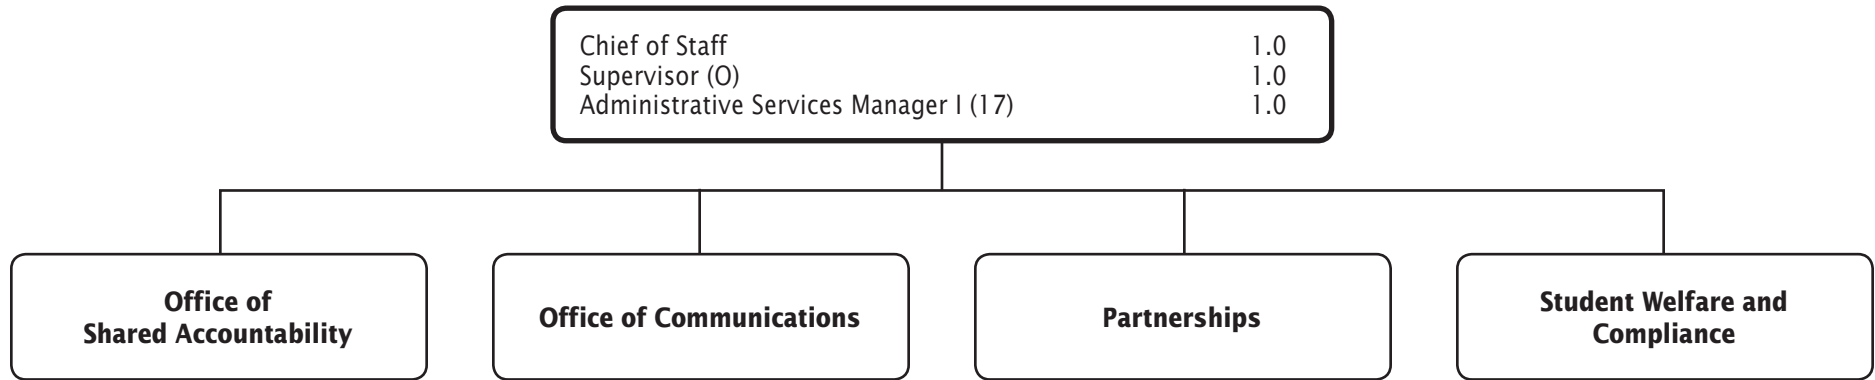 Chief of Staff 1.0
Supervisor (O) 1.0
Administrative Services Manager I (17) 1.0
Office of
Shared Accountability
Office of Communications
Partnerships
Student Welfare and
Compliance